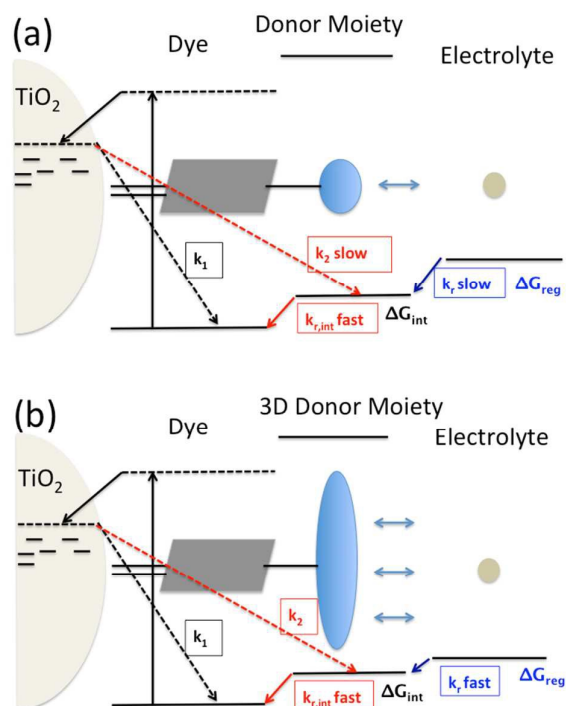 (a)
Donor Moiety
Dye
Electrolyte
TiO2
k1
k2 slow
kr slow
ΔGreg
kr,int fast
ΔGint
(b)
3D Donor Moiety
Dye
Electrolyte
TiO2
k1
k2
kr,int fast
ΔGint
kr fast
ΔGreg